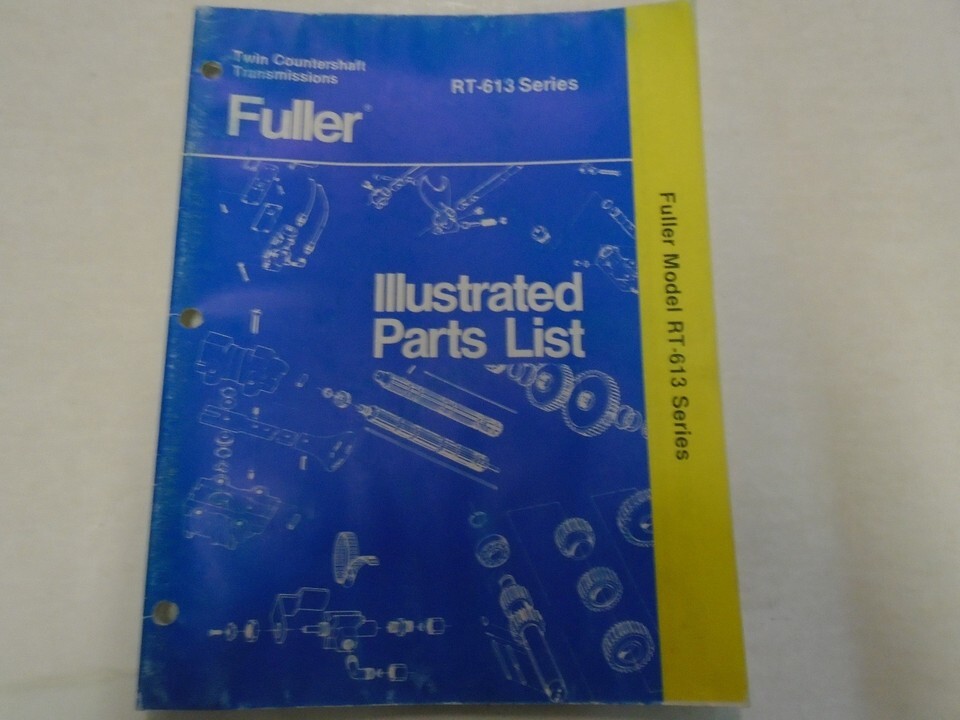 Twin Countershaft
Transmissions
Fuller®
RT-613 Series
Illustrated
Parts List
Fuller Model RT-613 Series